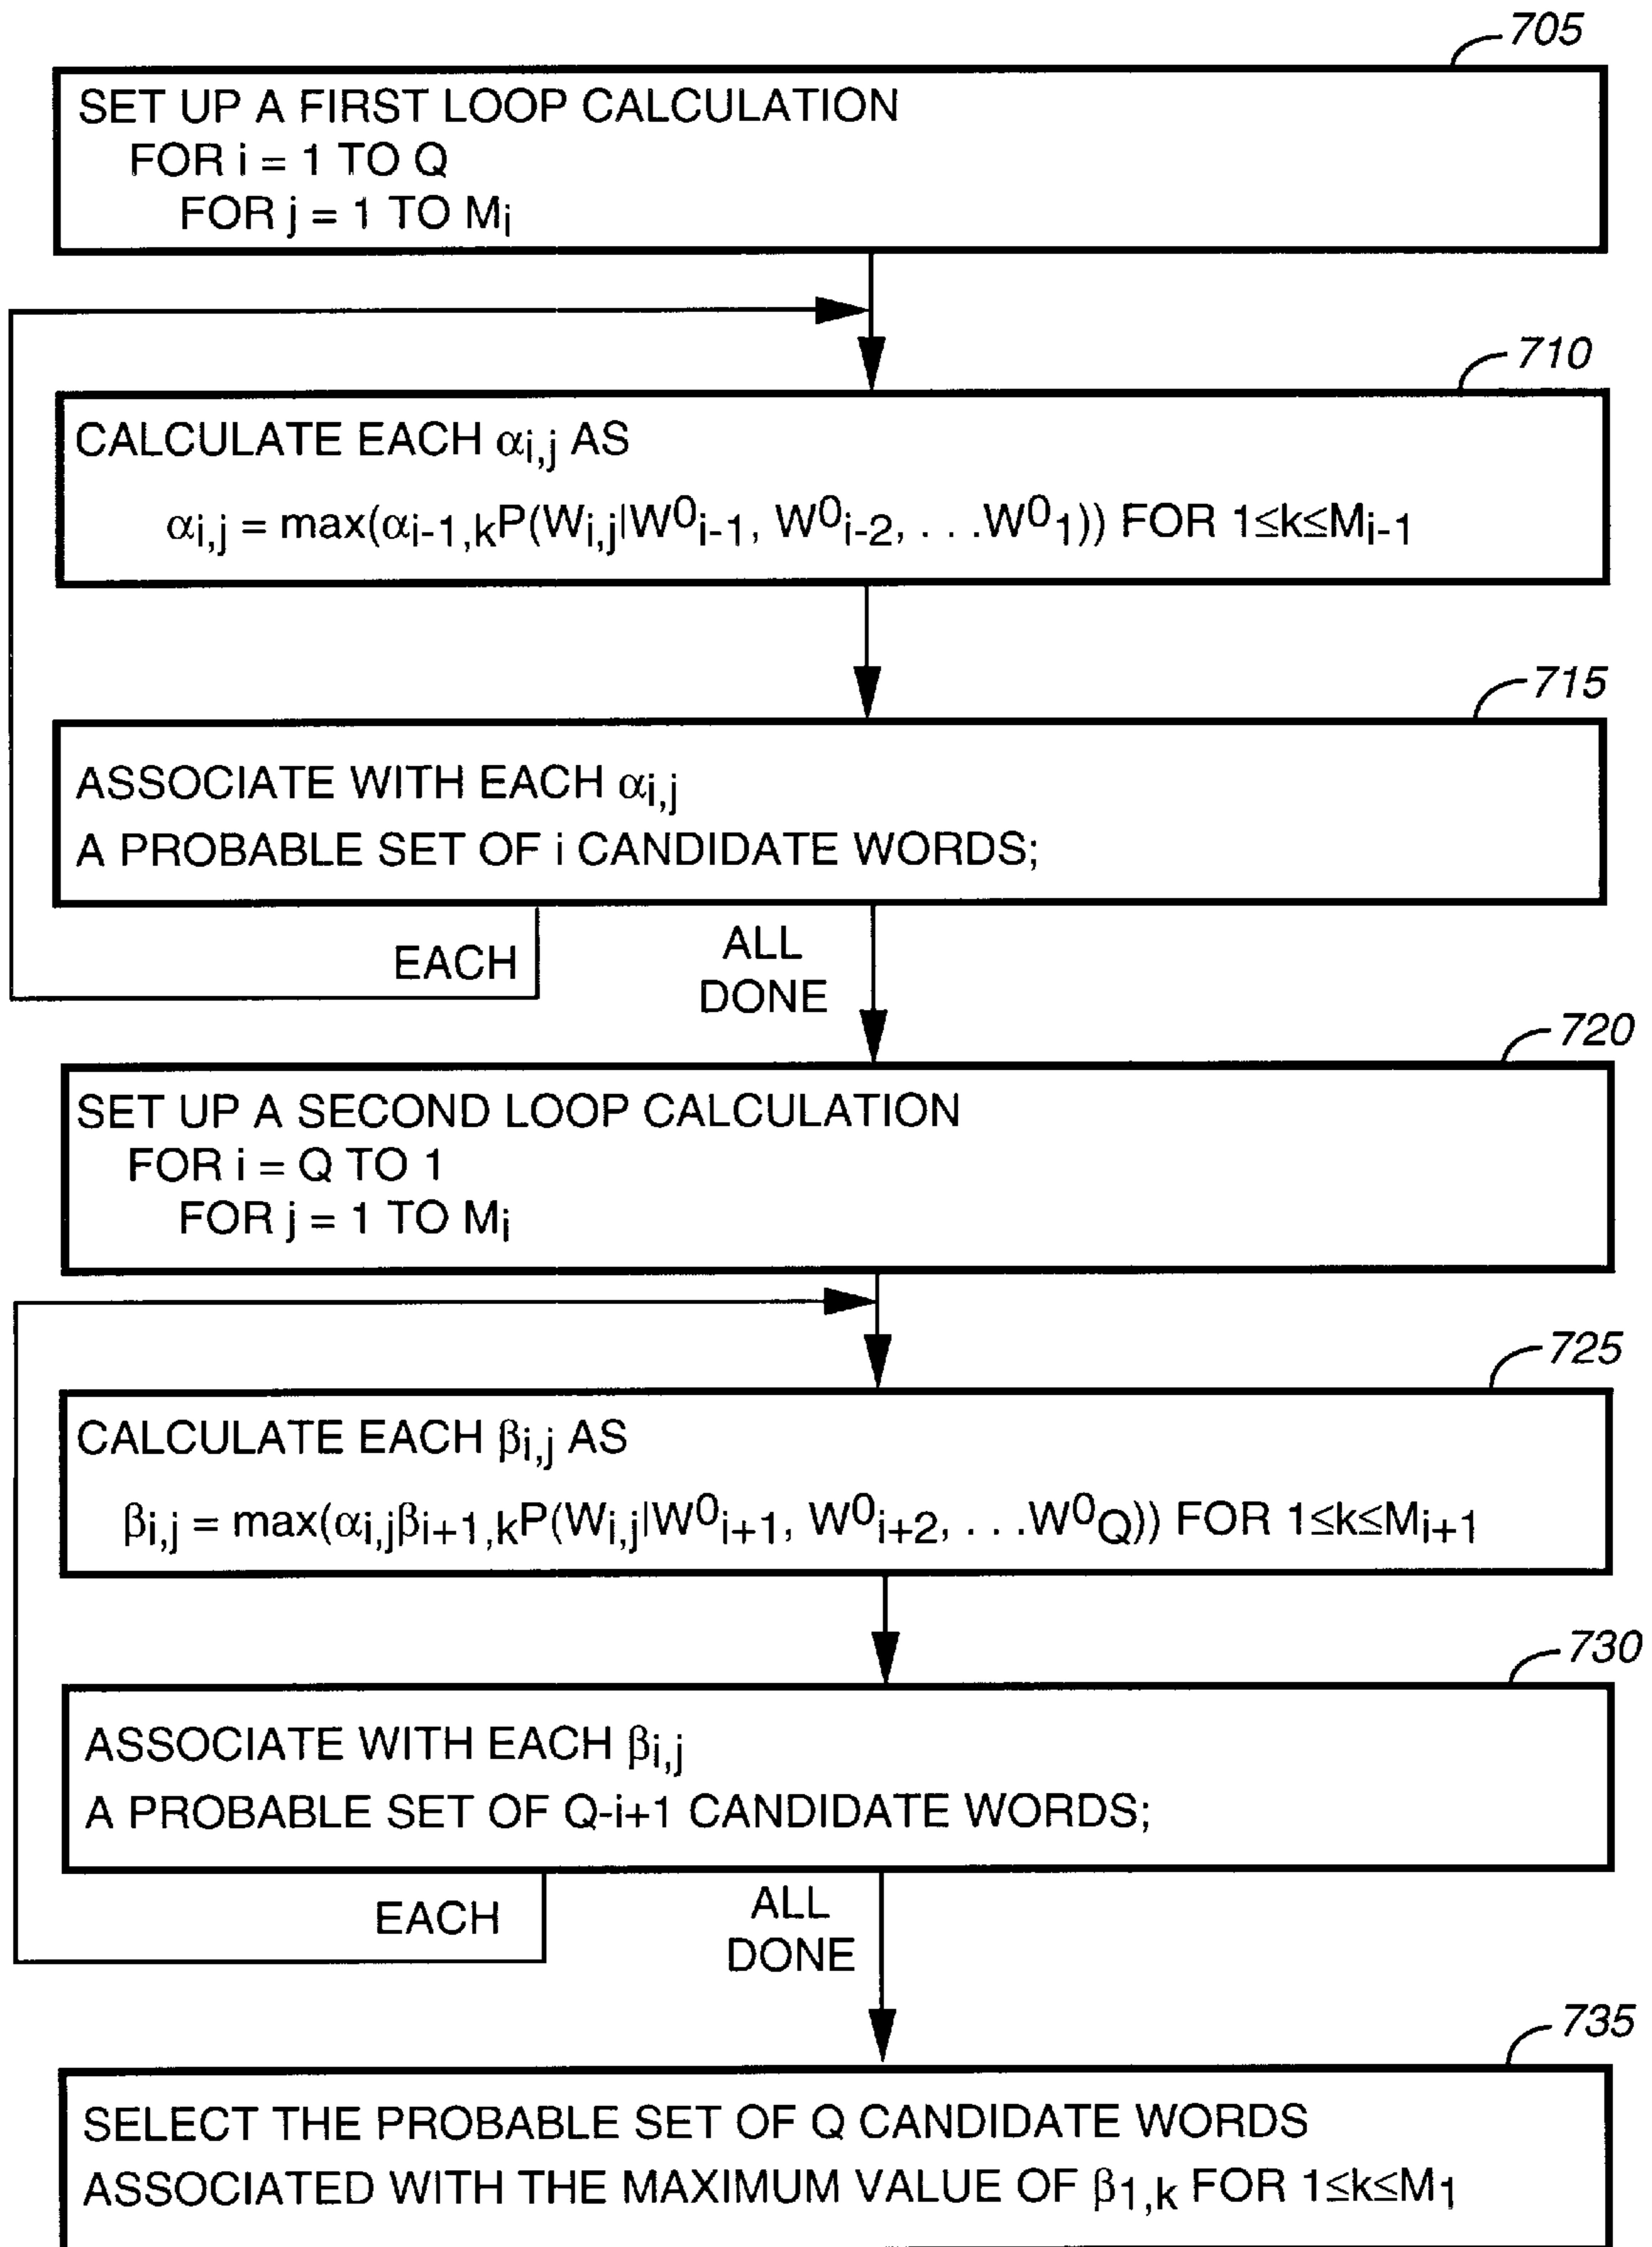 705
SET UP A FIRST LOOP CALCULATION
FOR i = 1 TO Q
FOR j = 1 TO Mi
710
CALCULATE EACH αi,j AS
αi,j = max(αi-1,kP(Wi,j|W⁰i-1, W⁰i-2, . . .W⁰1)) FOR 1≤k≤Mi-1
715
ASSOCIATE WITH EACH αi,j
A PROBABLE SET OF i CANDIDATE WORDS;
EACH
ALL
DONE
720
SET UP A SECOND LOOP CALCULATION
FOR i = Q TO 1
FOR j = 1 TO Mi
725
CALCULATE EACH βi,j AS
βi,j = max(αi,jβi+1,kP(Wi,j|W⁰i+1, W⁰i+2, . . .W⁰Q)) FOR 1≤k≤Mi+1
730
ASSOCIATE WITH EACH βi,j
A PROBABLE SET OF Q-i+1 CANDIDATE WORDS;
EACH
ALL
DONE
735
SELECT THE PROBABLE SET OF Q CANDIDATE WORDS
ASSOCIATED WITH THE MAXIMUM VALUE OF β1,k FOR 1≤k≤M1